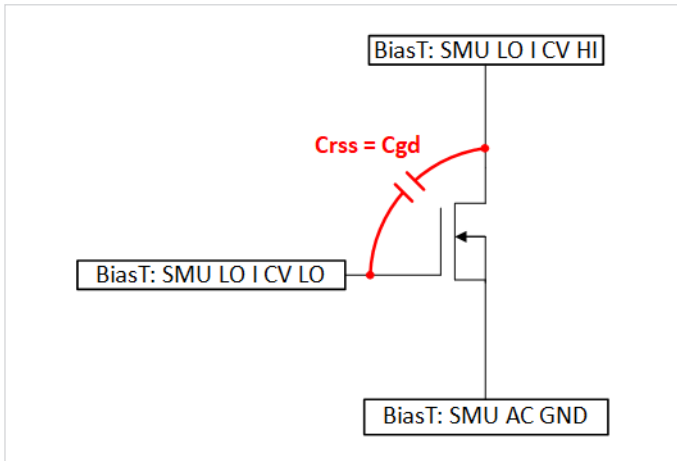 BiasT: SMU LO I CV HI
Crss = Cgd
BiasT: SMU LO I CV LO
BiasT: SMU AC GND